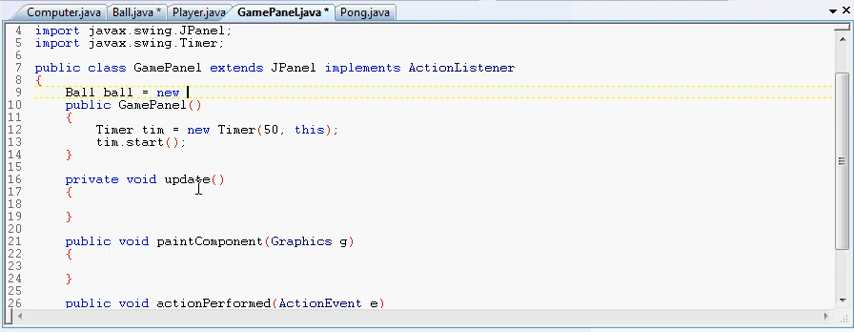 Computer.java Ball.java * Player.java GamePanel.java * Pong.java
4 import javax.swing.JPanel;
5 import javax.swing.Timer;
6
7 public class GamePanel extends JPanel implements ActionListener
8 {
9 Ball ball = new
10 public GamePanel()
11 {
12 Timer tim = new Timer(50, this);
13 tim.start();
14 }
15
16 private void update()
17 {
18
19 }
20
21 public void paintComponent(Graphics g)
22 {
23
24 }
25
26 public void actionPerformed(ActionEvent e)